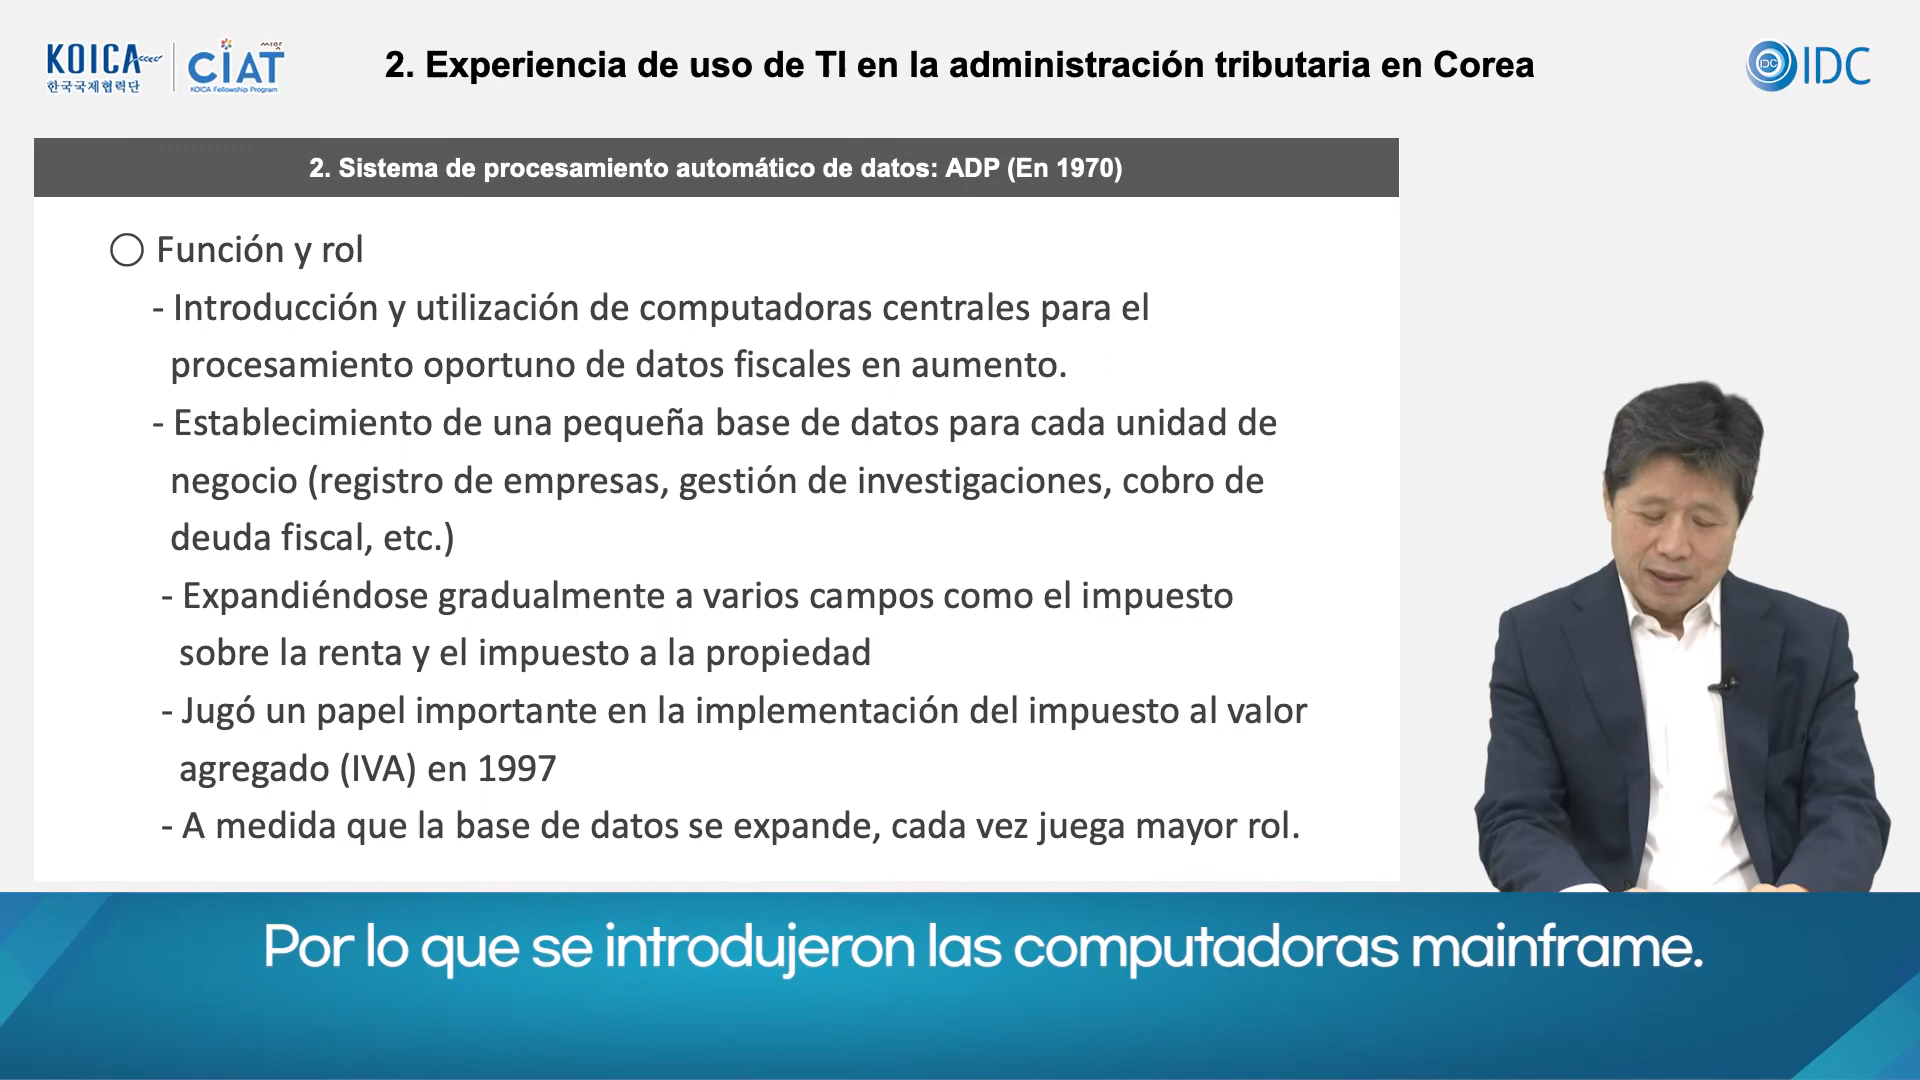 KOICA
한국국제협력단
CIAT
KOICA Fellowship Program
2. Experiencia de uso de TI en la administración tributaria en Corea
IDC
IDC
2. Sistema de procesamiento automático de datos: ADP (En 1970)
○ Función y rol
- Introducción y utilización de computadoras centrales para el
procesamiento oportuno de datos fiscales en aumento.
- Establecimiento de una pequeña base de datos para cada unidad de
negocio (registro de empresas, gestión de investigaciones, cobro de
deuda fiscal, etc.)
- Expandiéndose gradualmente a varios campos como el impuesto
sobre la renta y el impuesto a la propiedad
- Jugó un papel importante en la implementación del impuesto al valor
agregado (IVA) en 1997
- A medida que la base de datos se expande, cada vez juega mayor rol.
Por lo que se introdujeron las computadoras mainframe.